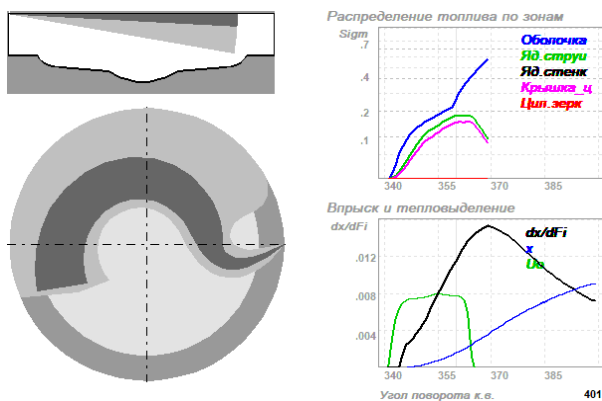 Распределение топлива по зонам
Sigm
.7
.4
.2
.1
Оболочка
Яд.струи
Яд.стенк
Крышка_ц
Цил.зерк
340 355 370 385
Впрыск и тепловыделение
dx/dFi
.012
.008
.004
dx/dFi
x
Uo
340 355 370 385
Угол поворота к.в. 401